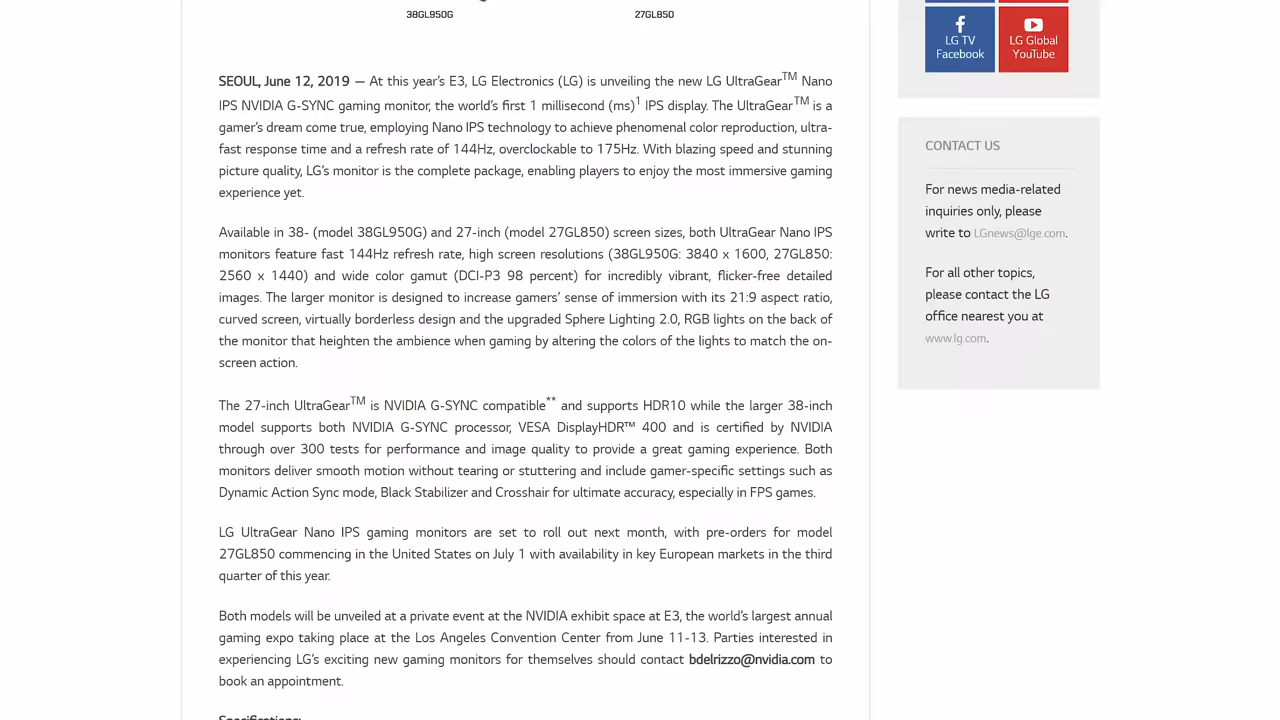 38GL950G 27GL850
SEOUL, June 12, 2019 — At this year's E3, LG Electronics (LG) is unveiling the new LG UltraGear™ Nano
IPS NVIDIA G-SYNC gaming monitor, the world's first 1 millisecond (ms)¹ IPS display. The UltraGear™ is a
gamer's dream come true, employing Nano IPS technology to achieve phenomenal color reproduction, ultra-
fast response time and a refresh rate of 144Hz, overclockable to 175Hz. With blazing speed and stunning
picture quality, LG's monitor is the complete package, enabling players to enjoy the most immersive gaming
experience yet.
Available in 38- (model 38GL950G) and 27-inch (model 27GL850) screen sizes, both UltraGear Nano IPS
monitors feature fast 144Hz refresh rate, high screen resolutions (38GL950G: 3840 x 1600, 27GL850:
2560 x 1440) and wide color gamut (DCI-P3 98 percent) for incredibly vibrant, flicker-free detailed
images. The larger monitor is designed to increase gamers' sense of immersion with its 21:9 aspect ratio,
curved screen, virtually borderless design and the upgraded Sphere Lighting 2.0, RGB lights on the back of
the monitor that heighten the ambience when gaming by altering the colors of the lights to match the on-
screen action.
The 27-inch UltraGear™ is NVIDIA G-SYNC compatible** and supports HDR10 while the larger 38-inch
model supports both NVIDIA G-SYNC processor, VESA DisplayHDR™ 400 and is certified by NVIDIA
through over 300 tests for performance and image quality to provide a great gaming experience. Both
monitors deliver smooth motion without tearing or stuttering and include gamer-specific settings such as
Dynamic Action Sync mode, Black Stabilizer and Crosshair for ultimate accuracy, especially in FPS games.
LG UltraGear Nano IPS gaming monitors are set to roll out next month, with pre-orders for model
27GL850 commencing in the United States on July 1 with availability in key European markets in the third
quarter of this year.
Both models will be unveiled at a private event at the NVIDIA exhibit space at E3, the world's largest annual
gaming expo taking place at the Los Angeles Convention Center from June 11-13. Parties interested in
experiencing LG's exciting new gaming monitors for themselves should contact bdelrizzo@nvidia.com to
book an appointment.
Specifications:
LG TV
Facebook
LG Global
YouTube
CONTACT US
For news media-related
inquiries only, please
write to LGnews@lge.com.
For all other topics,
please contact the LG
office nearest you at
www.lg.com.